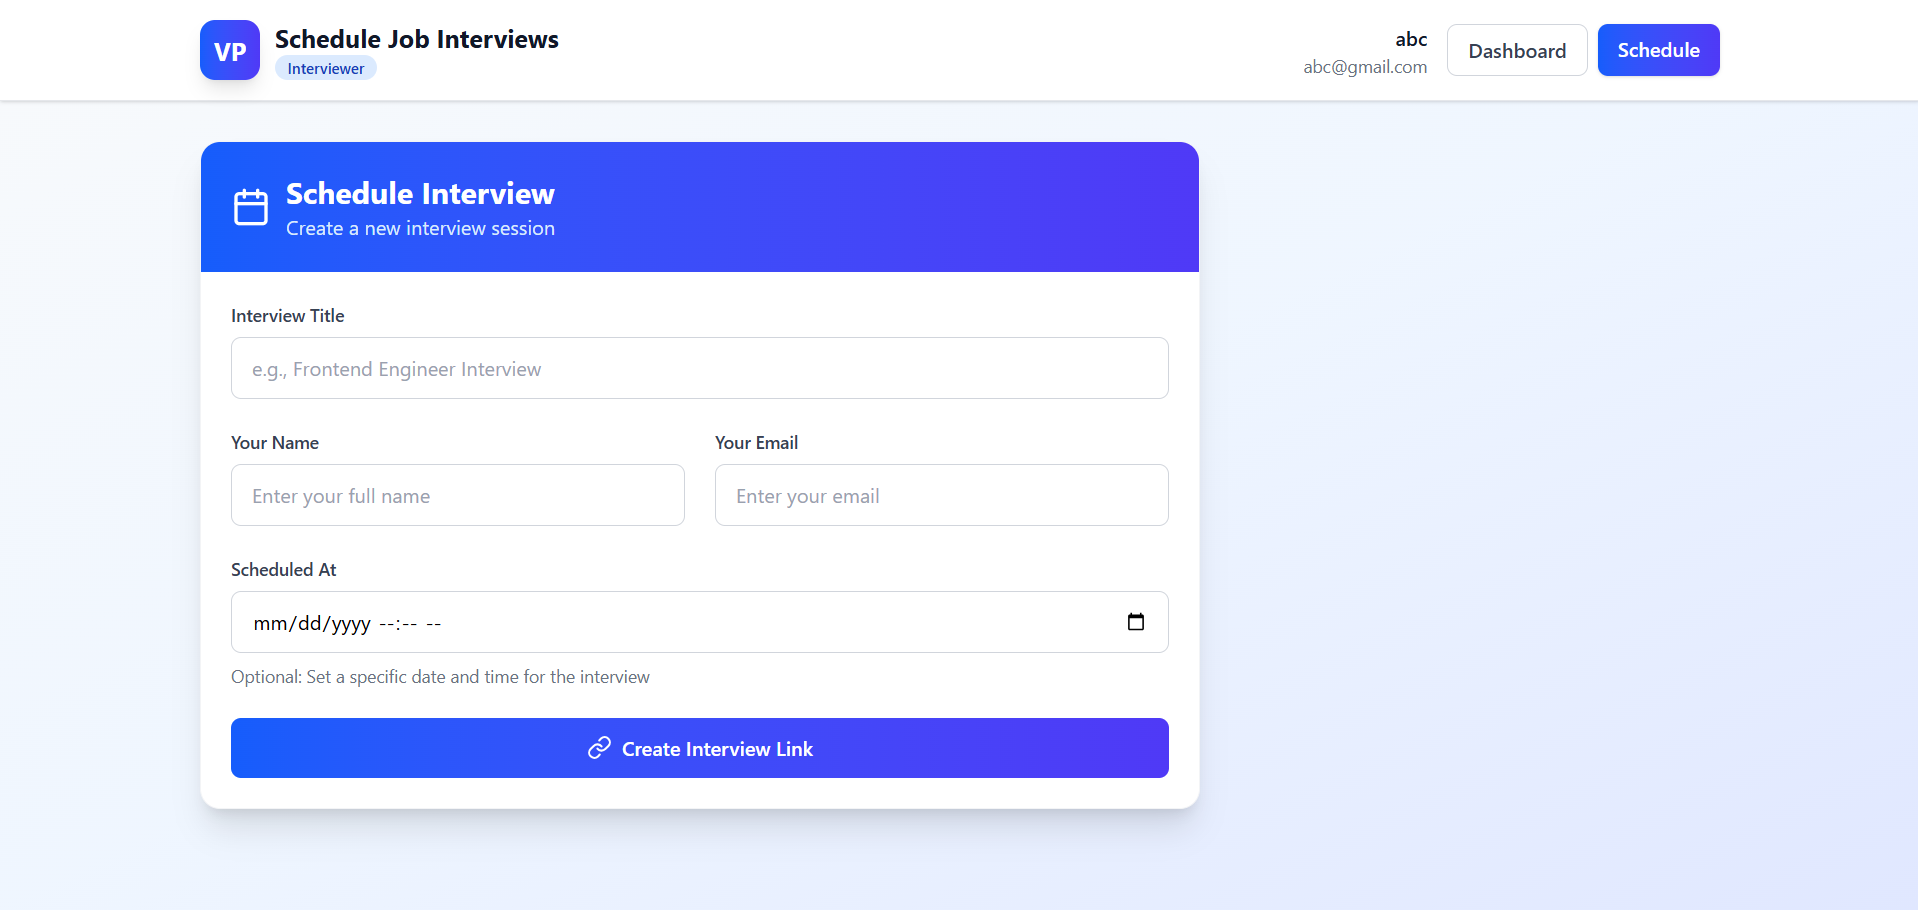 VP
Schedule Job Interviews
Interviewer
abc
abc@gmail.com
Dashboard
Schedule
Schedule Interview
Create a new interview session
Interview Title
e.g., Frontend Engineer Interview
Your Name
Your Email
Enter your full name
Enter your email
Scheduled At
mm/dd/yyyy --:-- --
Optional: Set a specific date and time for the interview
Create Interview Link